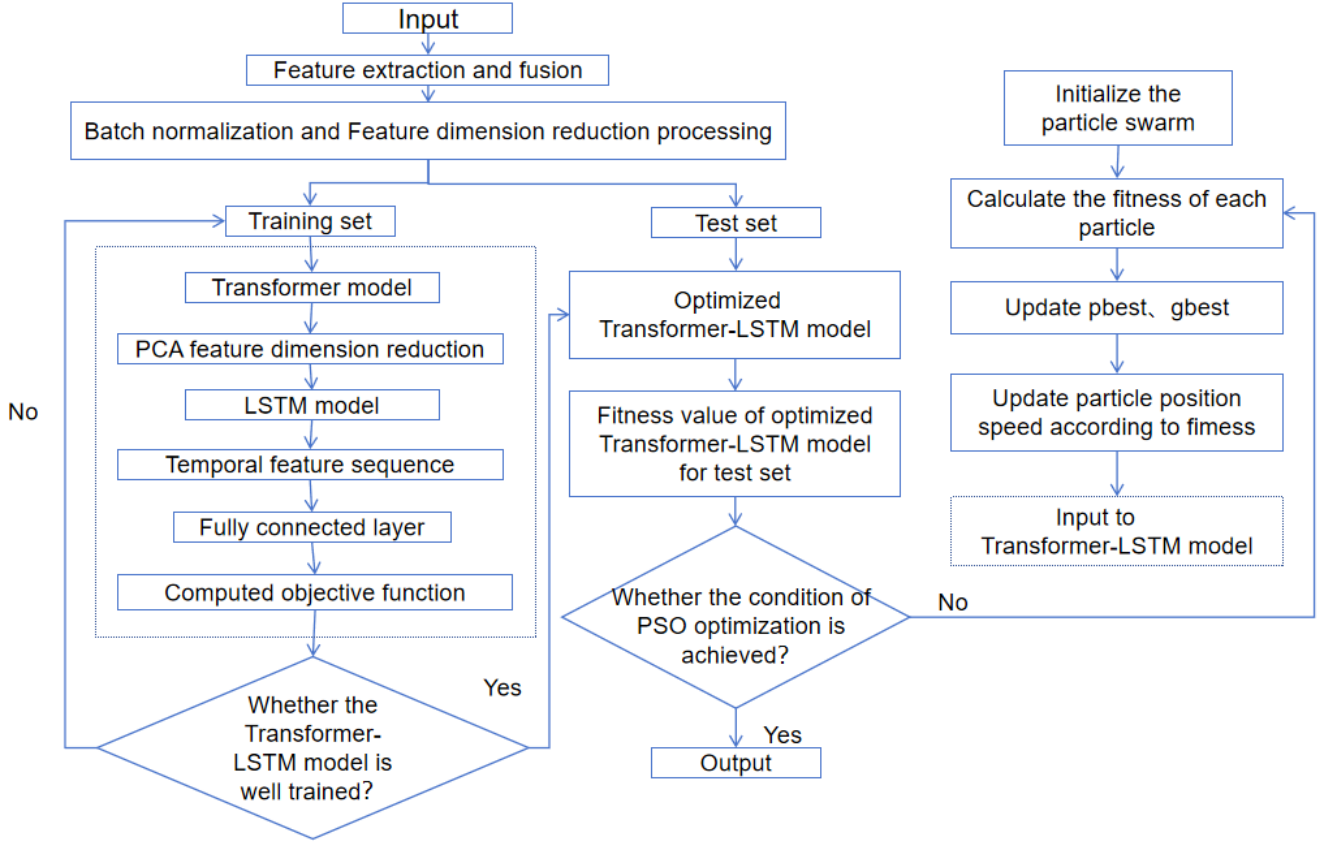 Input
Feature extraction and fusion
Batch normalization and Feature dimension reduction processing
Training set
Transformer model
PCA feature dimension reduction
LSTM model
Temporal feature sequence
Fully connected layer
Computed objective function
Whether the
Transformer-
LSTM model is
well trained?
No
Yes
Test set
Optimized
Transformer-LSTM model
Fitness value of optimized
Transformer-LSTM model
for test set
Whether the condition of
PSO optimization is
achieved?
No
Yes
Output
Initialize the
particle swarm
Calculate the fitness of each
particle
Update pbest、gbest
Update particle position
speed according to fimess
Input to
Transformer-LSTM model